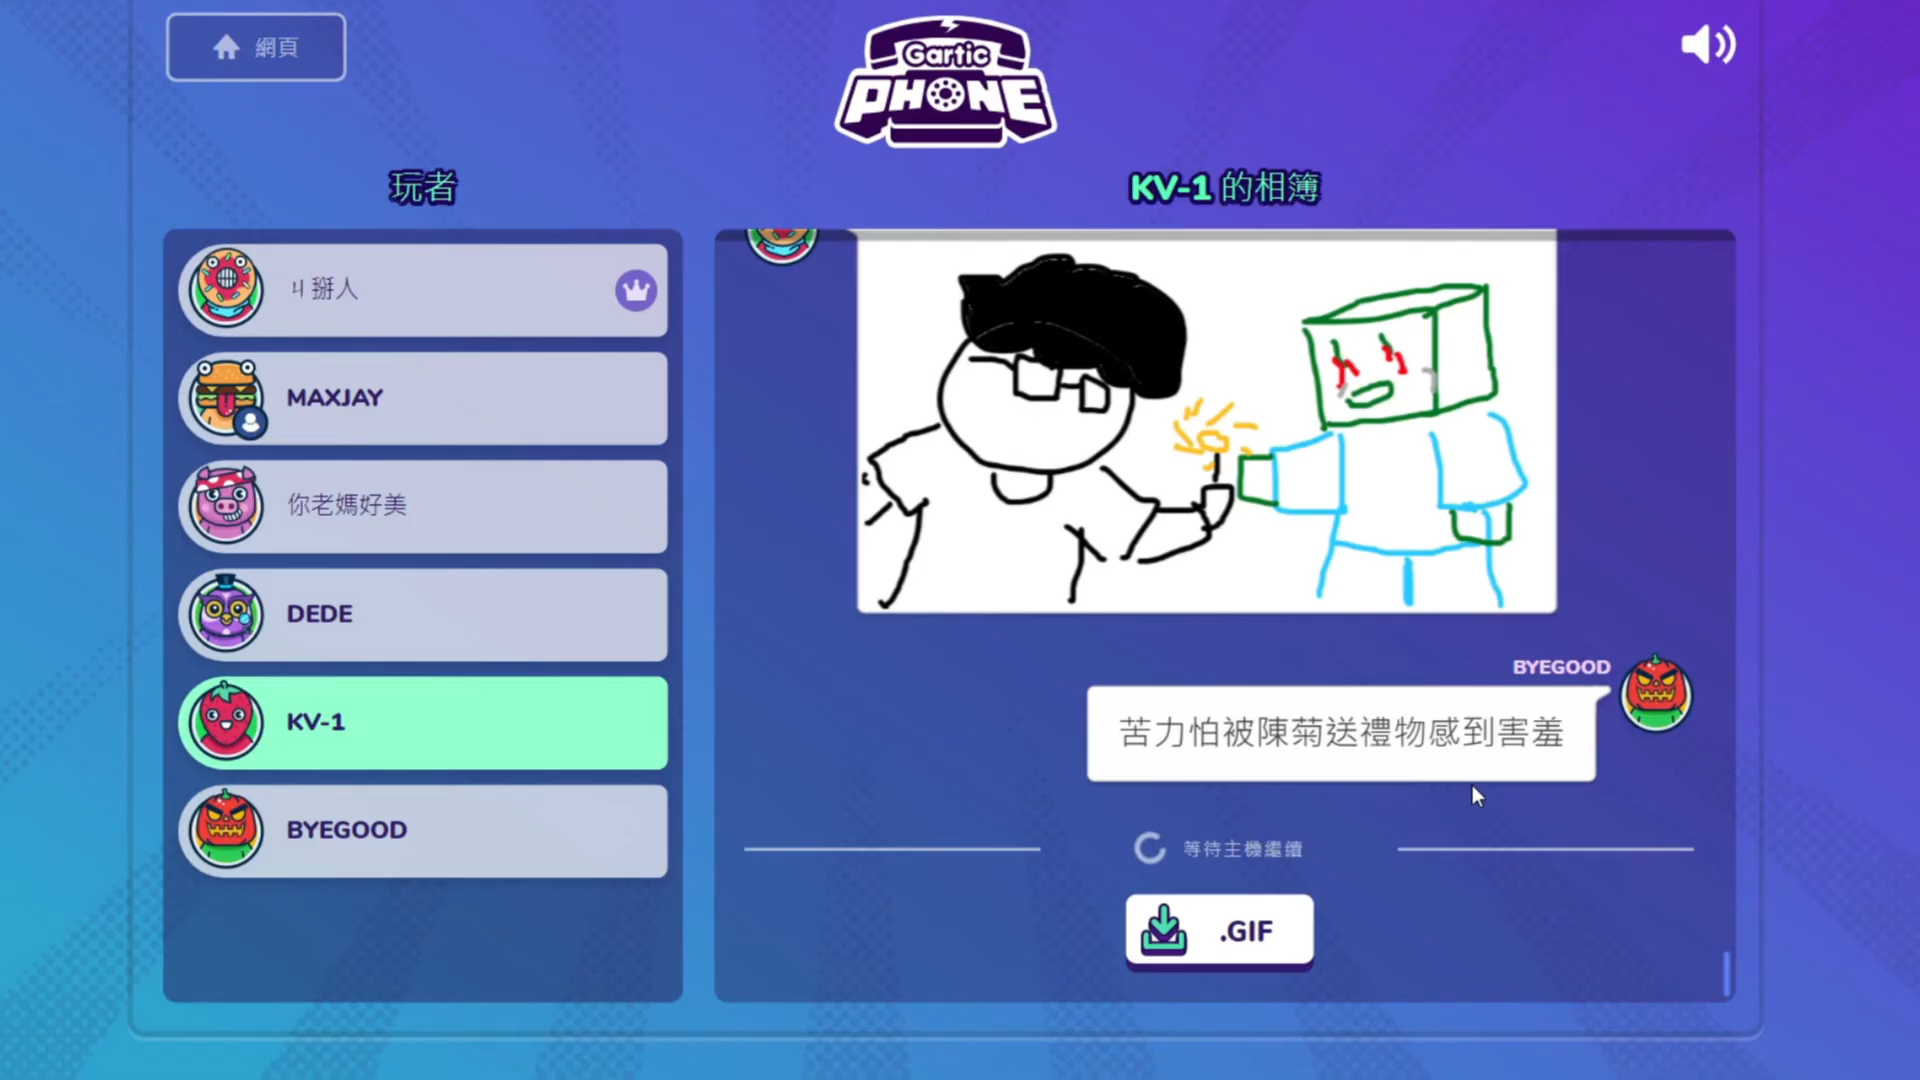 網頁
Gartic
PHONE
玩者
KV-1 的相簿
ㄐ掰人
MAXJAY
你老媽好美
DEDE
KV-1
BYEGOOD
BYEGOOD
苦力怕被陳菊送禮物感到害羞
等待主機繼續
.GIF